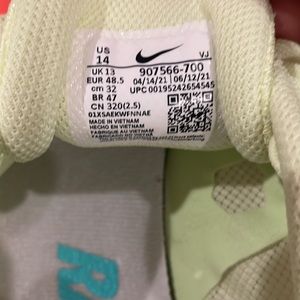 US
14
VJ
UK 13
907566-700
EUR 48.5
04/14/21
06/12/21
cm 32
UPC 00195242654545
BR 47
CN 320(2.5)
01XSAEKWFNNAE
MADE IN VIETNAM
HECHO EN VIETNAM
FABRIQUÉ AU VIETNAM